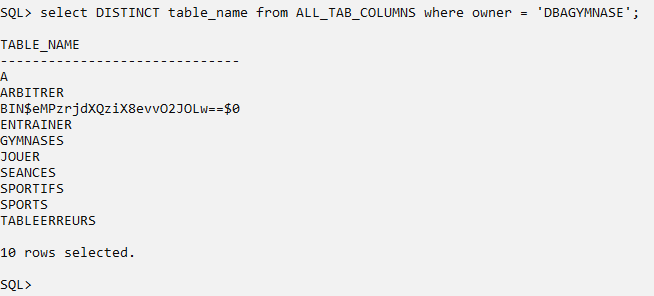 SQL> select DISTINCT table_name from ALL_TAB_COLUMNS where owner = 'DBAGYMNASE';
TABLE_NAME
------------------------------
A
ARBITRER
BIN$eMPzrjdXQziX8evvO2JOLw==$0
ENTRAINER
GYMNASES
JOUER
SEANCES
SPORTIFS
SPORTS
TABLEERREURS
10 rows selected.
SQL>